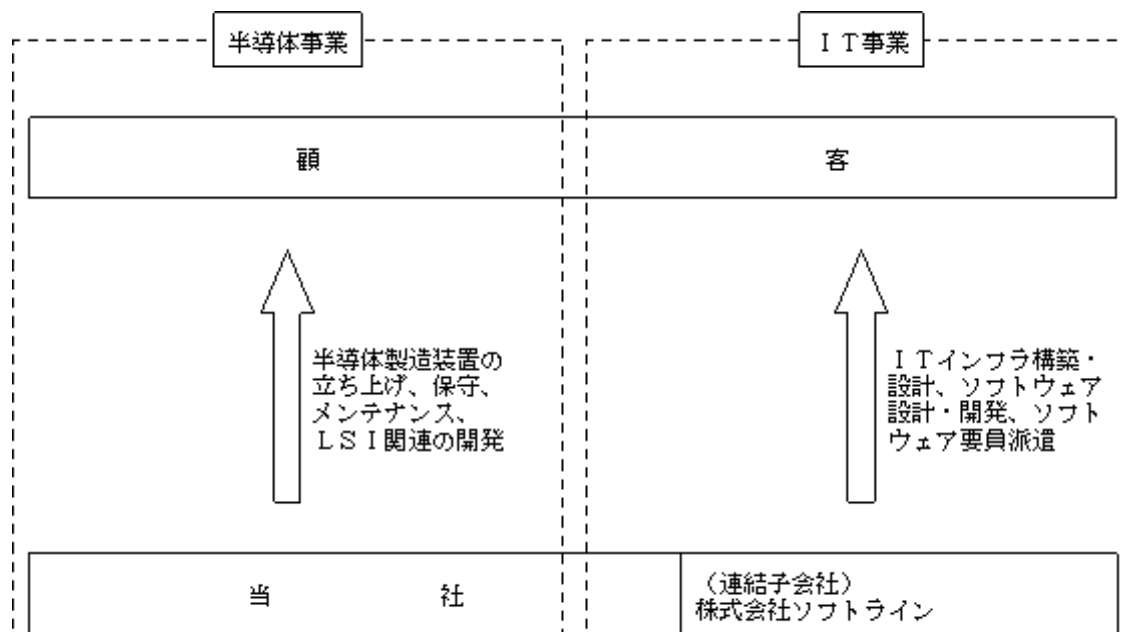 半導体事業
ＩＴ事業
顧客
半導体製造装置の
立ち上げ、保守、
メンテナンス、
ＬＳＩ関連の開発
ＩＴインフラ構築・
設計、ソフトウェア
設計・開発、ソフト
ウェア要員派遣
当社
（連結子会社）
株式会社ソフトライン